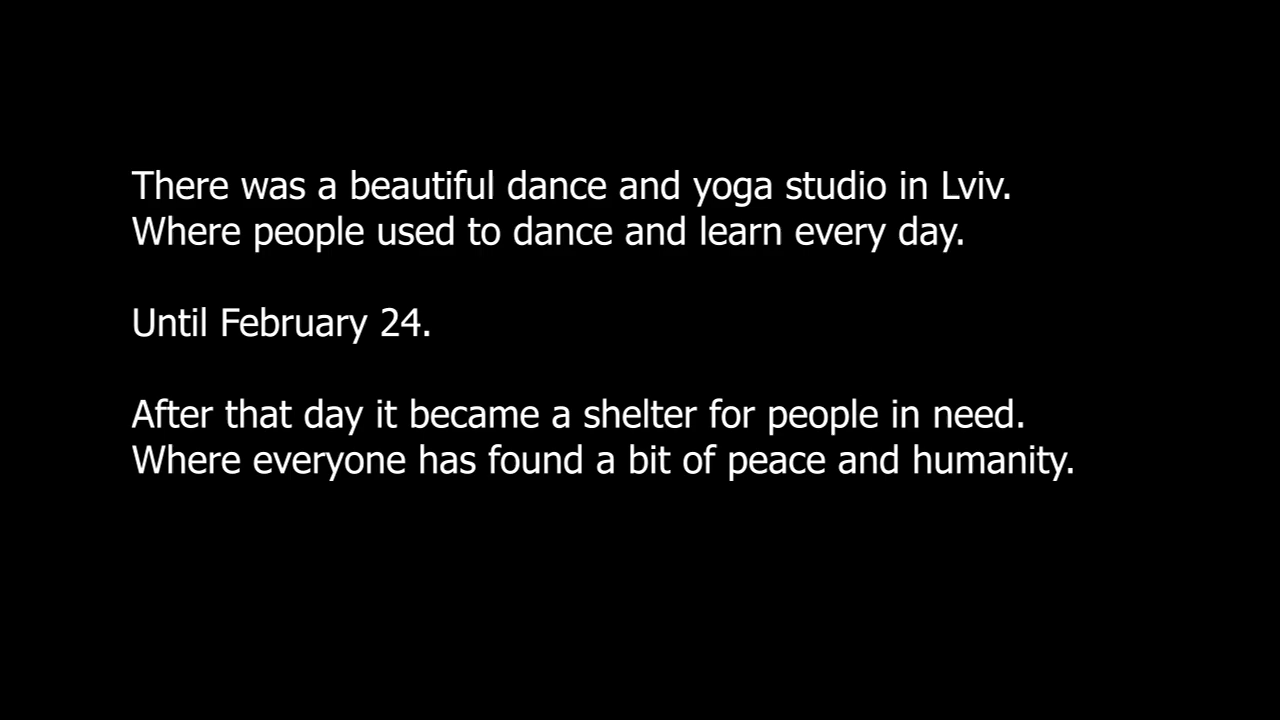 There was a beautiful dance and yoga studio in Lviv.
Where people used to dance and learn every day.
Until February 24.
After that day it became a shelter for people in need.
Where everyone has found a bit of peace and humanity.